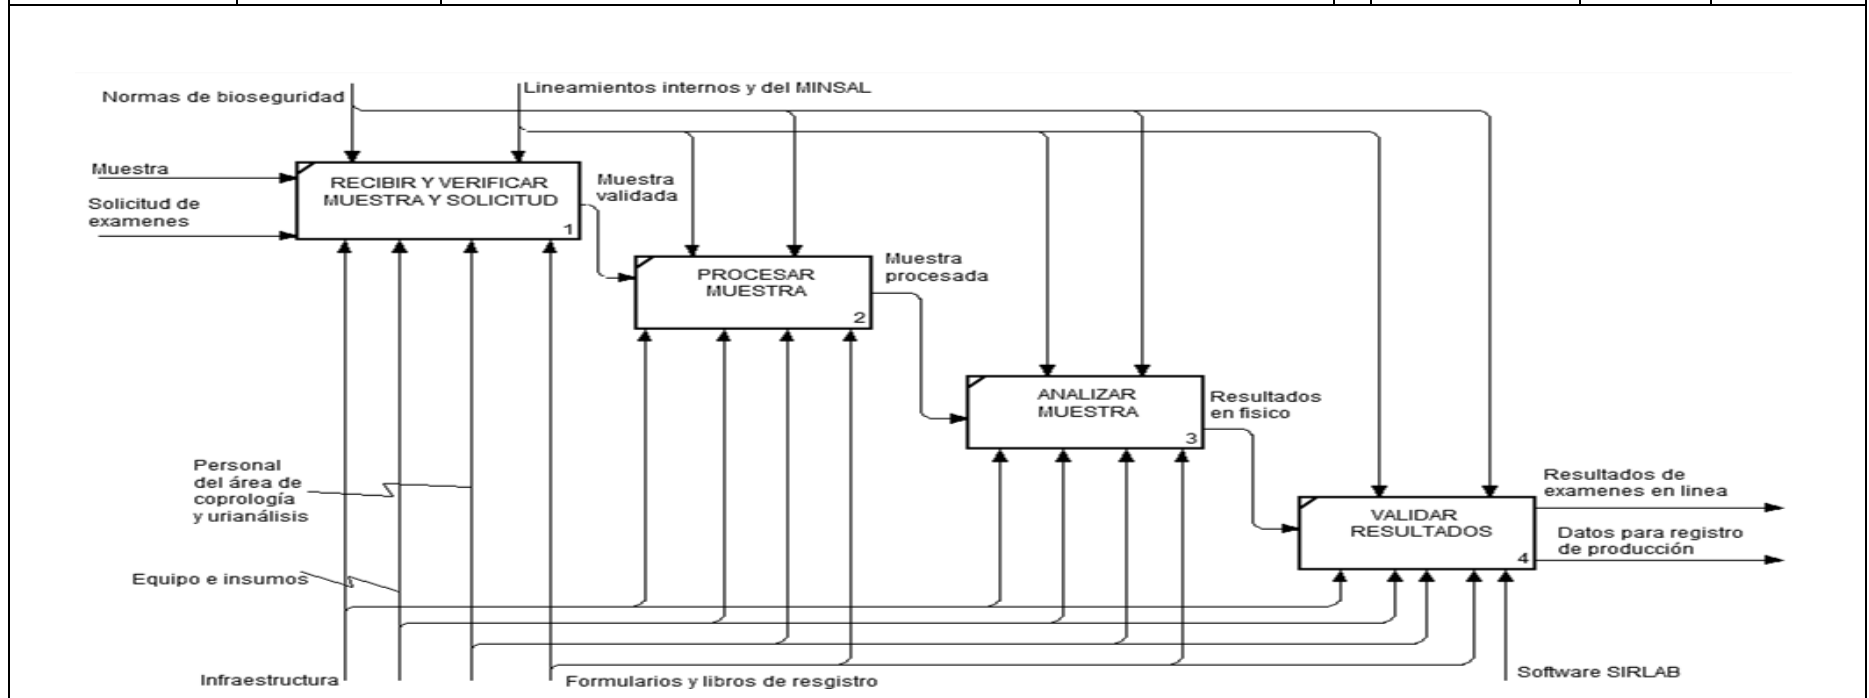 Normas de bioseguridad
Lineamientos internos y del MINSAL
Muestra
Solicitud de
examenes
RECIBIR Y VERIFICAR
MUESTRA Y SOLICITUD
1
Muestra
validada
PROCESAR
MUESTRA
2
Muestra
procesada
ANALIZAR
MUESTRA
3
Resultados
en fisico
VALIDAR
RESULTADOS
4
Resultados de
examenes en linea
Datos para registro
de producción
Personal
del área de
coprología
y urianálisis
Equipo e insumos
Infraestructura
Formularios y libros de resgistro
Software SIRLAB